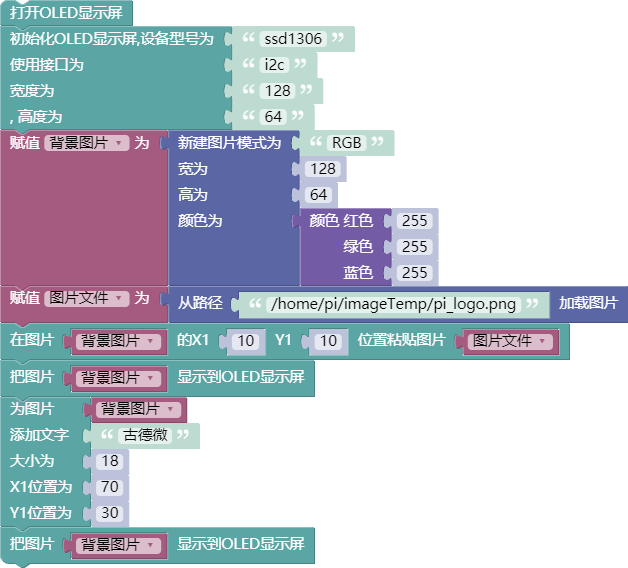 打开OLED显示屏
初始化OLED显示屏,设备型号为 “ ssd1306 ”
使用接口为 “ i2c ”
宽度为 “ 128 ”
, 高度为 “ 64 ”
赋值 背景图片 为 新建图片模式为 “ RGB ”
宽为 128
高为 64
颜色为 颜色 红色 255
绿色 255
蓝色 255
赋值 图片文件 为 从路径 “ /home/pi/imageTemp/pi_logo.png ” 加载图片
在图片 背景图片 的X1 10 Y1 10 位置粘贴图片 图片文件
把图片 背景图片 显示到OLED显示屏
为图片 背景图片
添加文字 “ 古德微 ”
大小为 18
X1位置为 70
Y1位置为 30
把图片 背景图片 显示到OLED显示屏